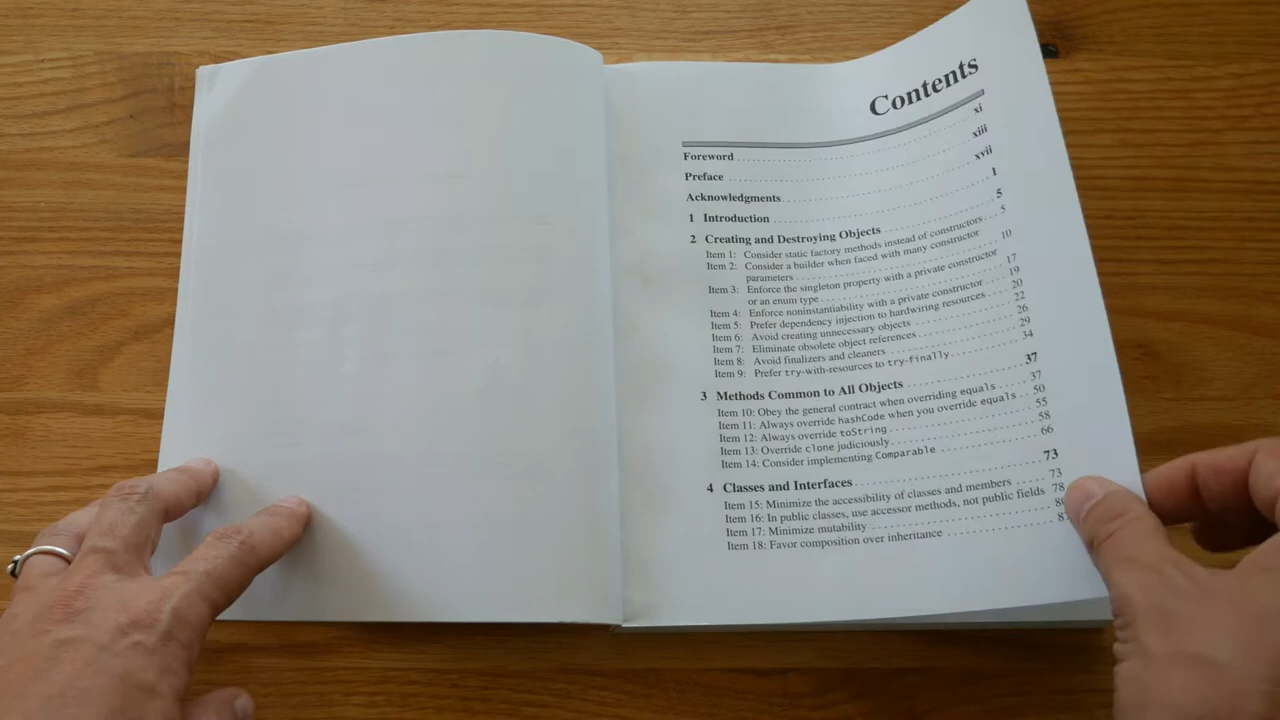 Contents
Foreword . . . . . . . . . . xi
Preface . . . . . . . . . . xiii
Acknowledgments . . . . . . . . . . xvii
1 Introduction . . . . . . . . . . 1
2 Creating and Destroying Objects . . . . . . . . . . 5
Item 1: Consider static factory methods instead of constructors . . . 5
Item 2: Consider a builder when faced with many constructor
parameters . . . . . . . . . . 10
Item 3: Enforce the singleton property with a private constructor
or an enum type . . . . . . . . . . 17
Item 4: Enforce noninstantiability with a private constructor . . . . 19
Item 5: Prefer dependency injection to hardwiring resources . . . . 20
Item 6: Avoid creating unnecessary objects . . . . . . . . . . 22
Item 7: Eliminate obsolete object references . . . . . . . . . . 26
Item 8: Avoid finalizers and cleaners . . . . . . . . . . 29
Item 9: Prefer try-with-resources to try-finally . . . . . . . . . . 34
3 Methods Common to All Objects . . . . . . . . . . 37
Item 10: Obey the general contract when overriding equals . . . . 37
Item 11: Always override hashCode when you override equals . . 50
Item 12: Always override toString . . . . . . . . . . 55
Item 13: Override clone judiciously . . . . . . . . . . 58
Item 14: Consider implementing Comparable . . . . . . . . . . 66
4 Classes and Interfaces . . . . . . . . . . 73
Item 15: Minimize the accessibility of classes and members . . . . 73
Item 16: In public classes, use accessor methods, not public fields 78
Item 17: Minimize mutability . . . . . . . . . .
Item 18: Favor composition over inheritance . . . . . . . . . .